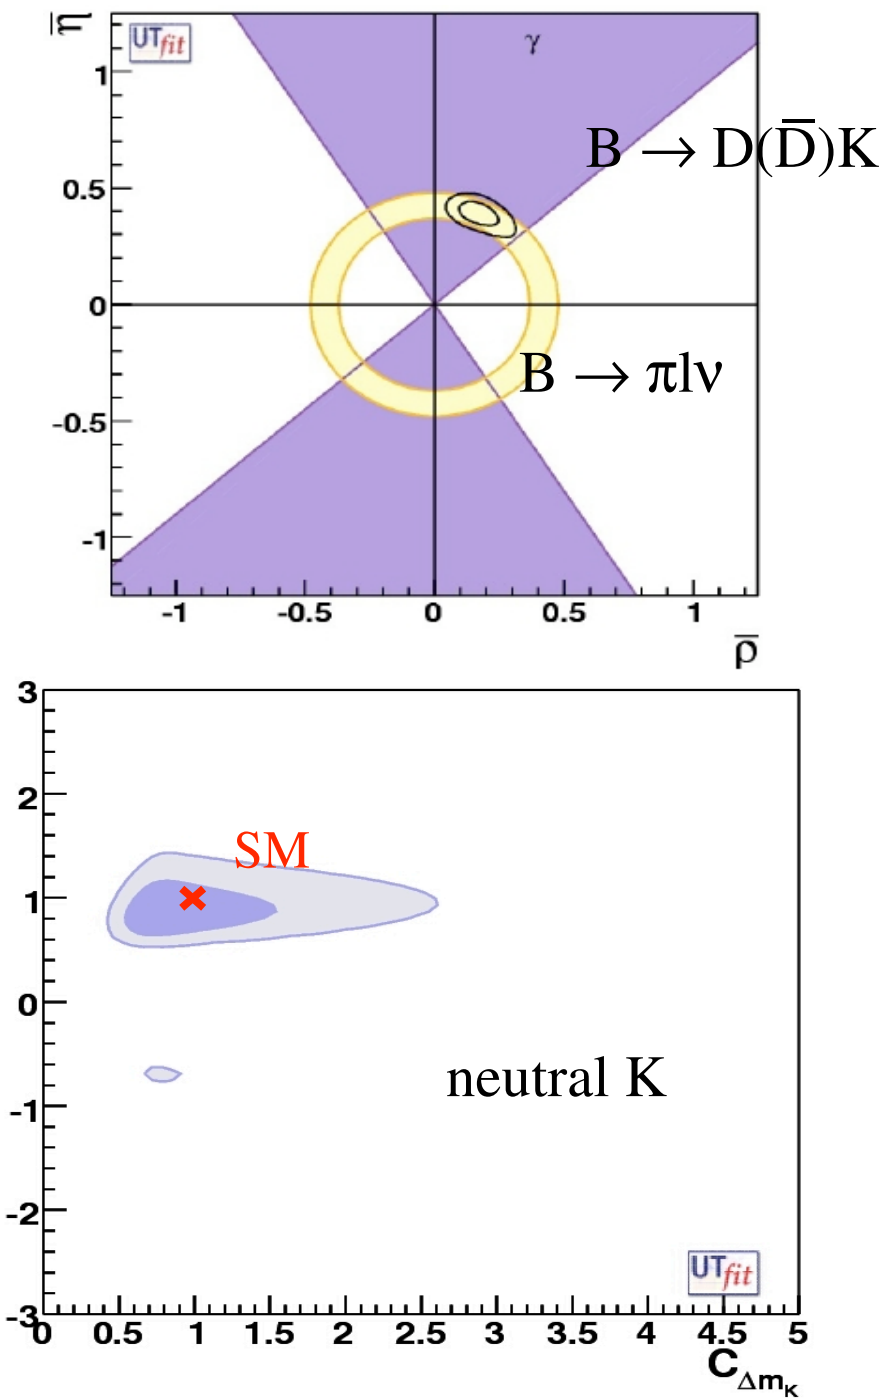 η̅
UTfit
γ
1
B → D(D̅)K
0.5
0
B → πlν
-0.5
-1
-1 -0.5 0 0.5 1
ρ̅
3
2
SM
1
0
neutral K
-1
-2
UTfit
-3
0 0.5 1 1.5 2 2.5 3 3.5 4 4.5 5
C_Δm_K